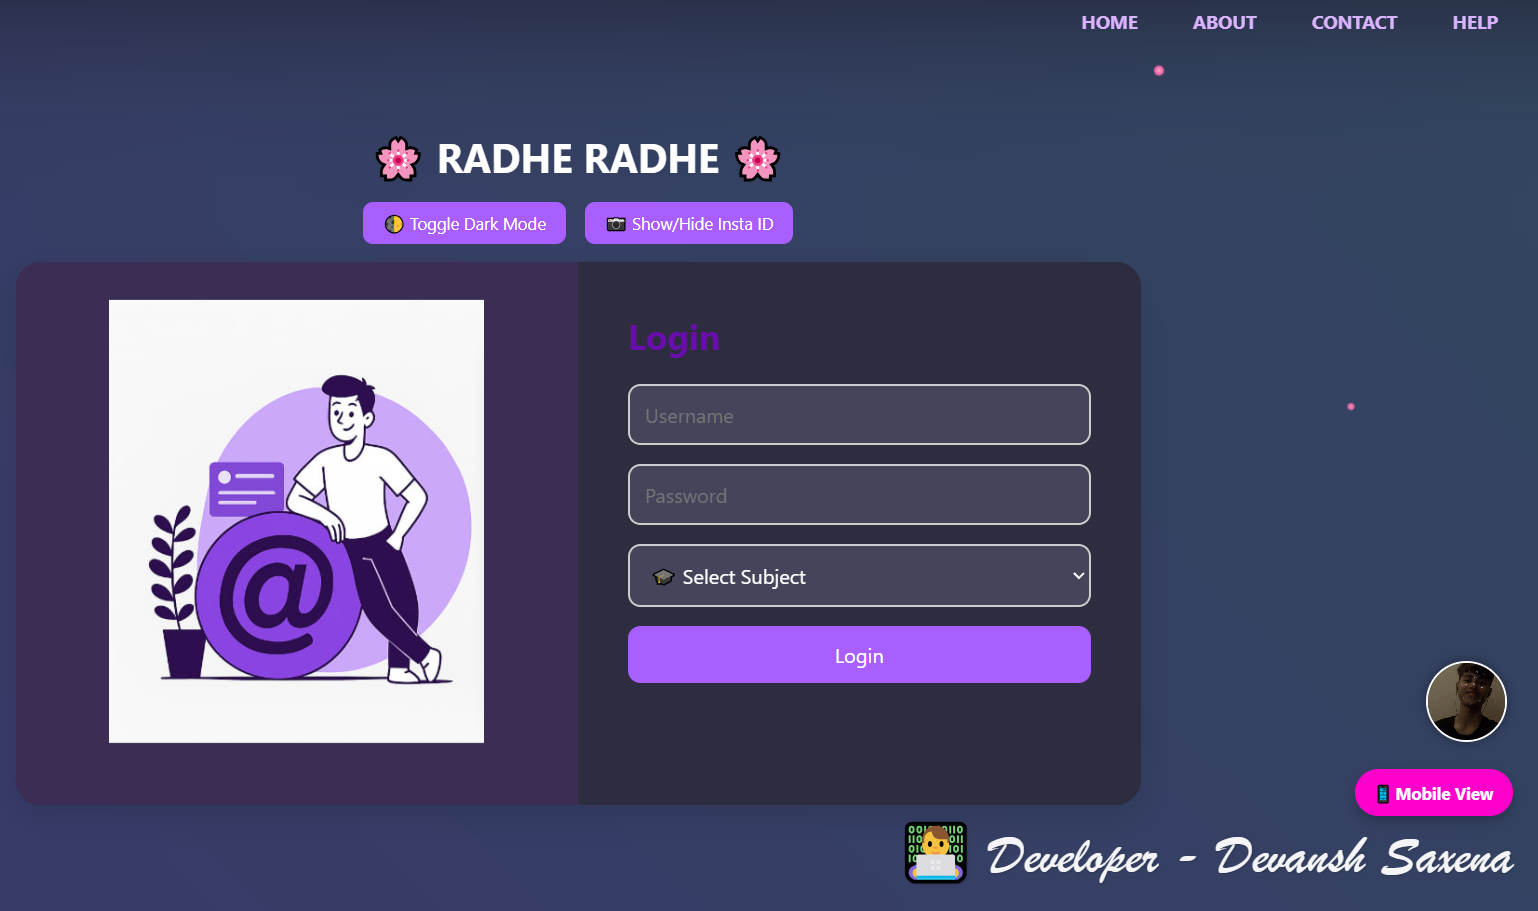 HOME ABOUT CONTACT HELP
🌸 RADHE RADHE 🌸
🌓 Toggle Dark Mode 📷 Show/Hide Insta ID
Login
Username
Password
🎓 Select Subject
Login
@
📱 Mobile View
👨‍💻 Developer - Devansh Saxena